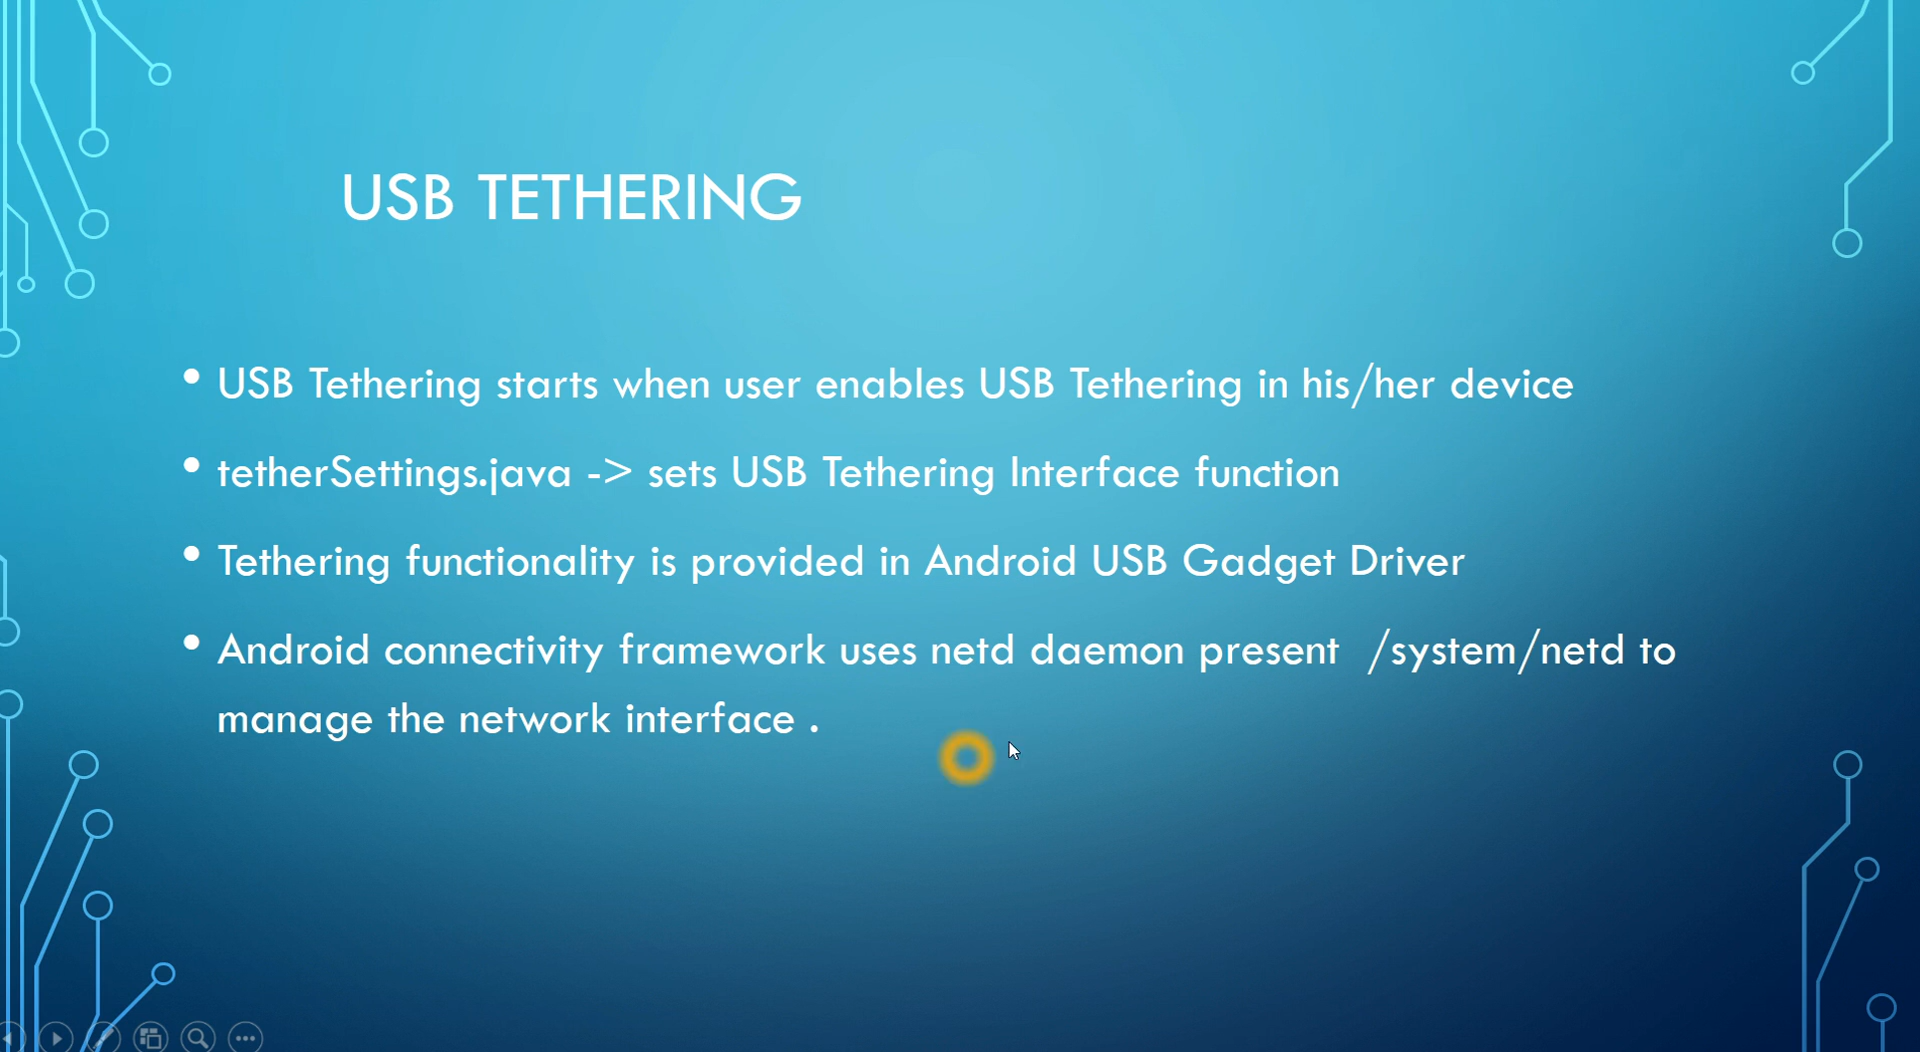 USB TETHERING
• USB Tethering starts when user enables USB Tethering in his/her device
• tetherSettings.java -> sets USB Tethering Interface function
• Tethering functionality is provided in Android USB Gadget Driver
• Android connectivity framework uses netd daemon present  /system/netd to
manage the network interface .